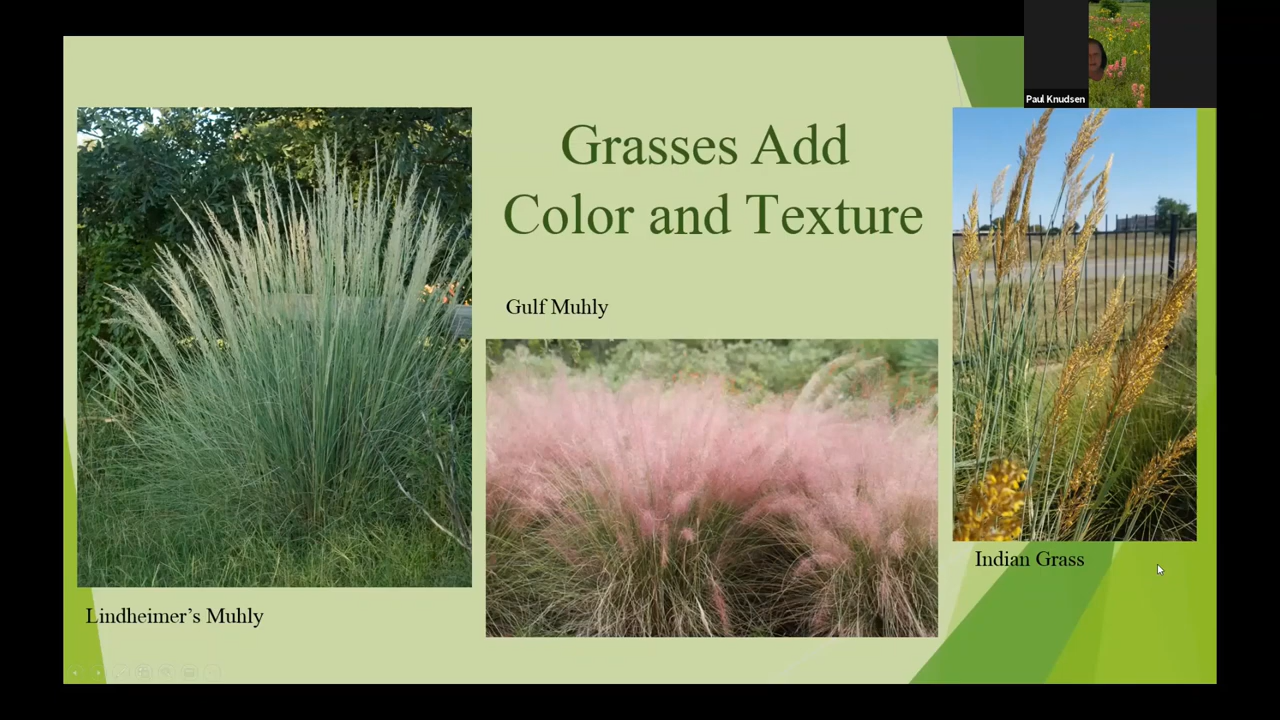 Paul Knudsen
Grasses Add
Color and Texture
Gulf Muhly
Indian Grass
Lindheimer’s Muhly